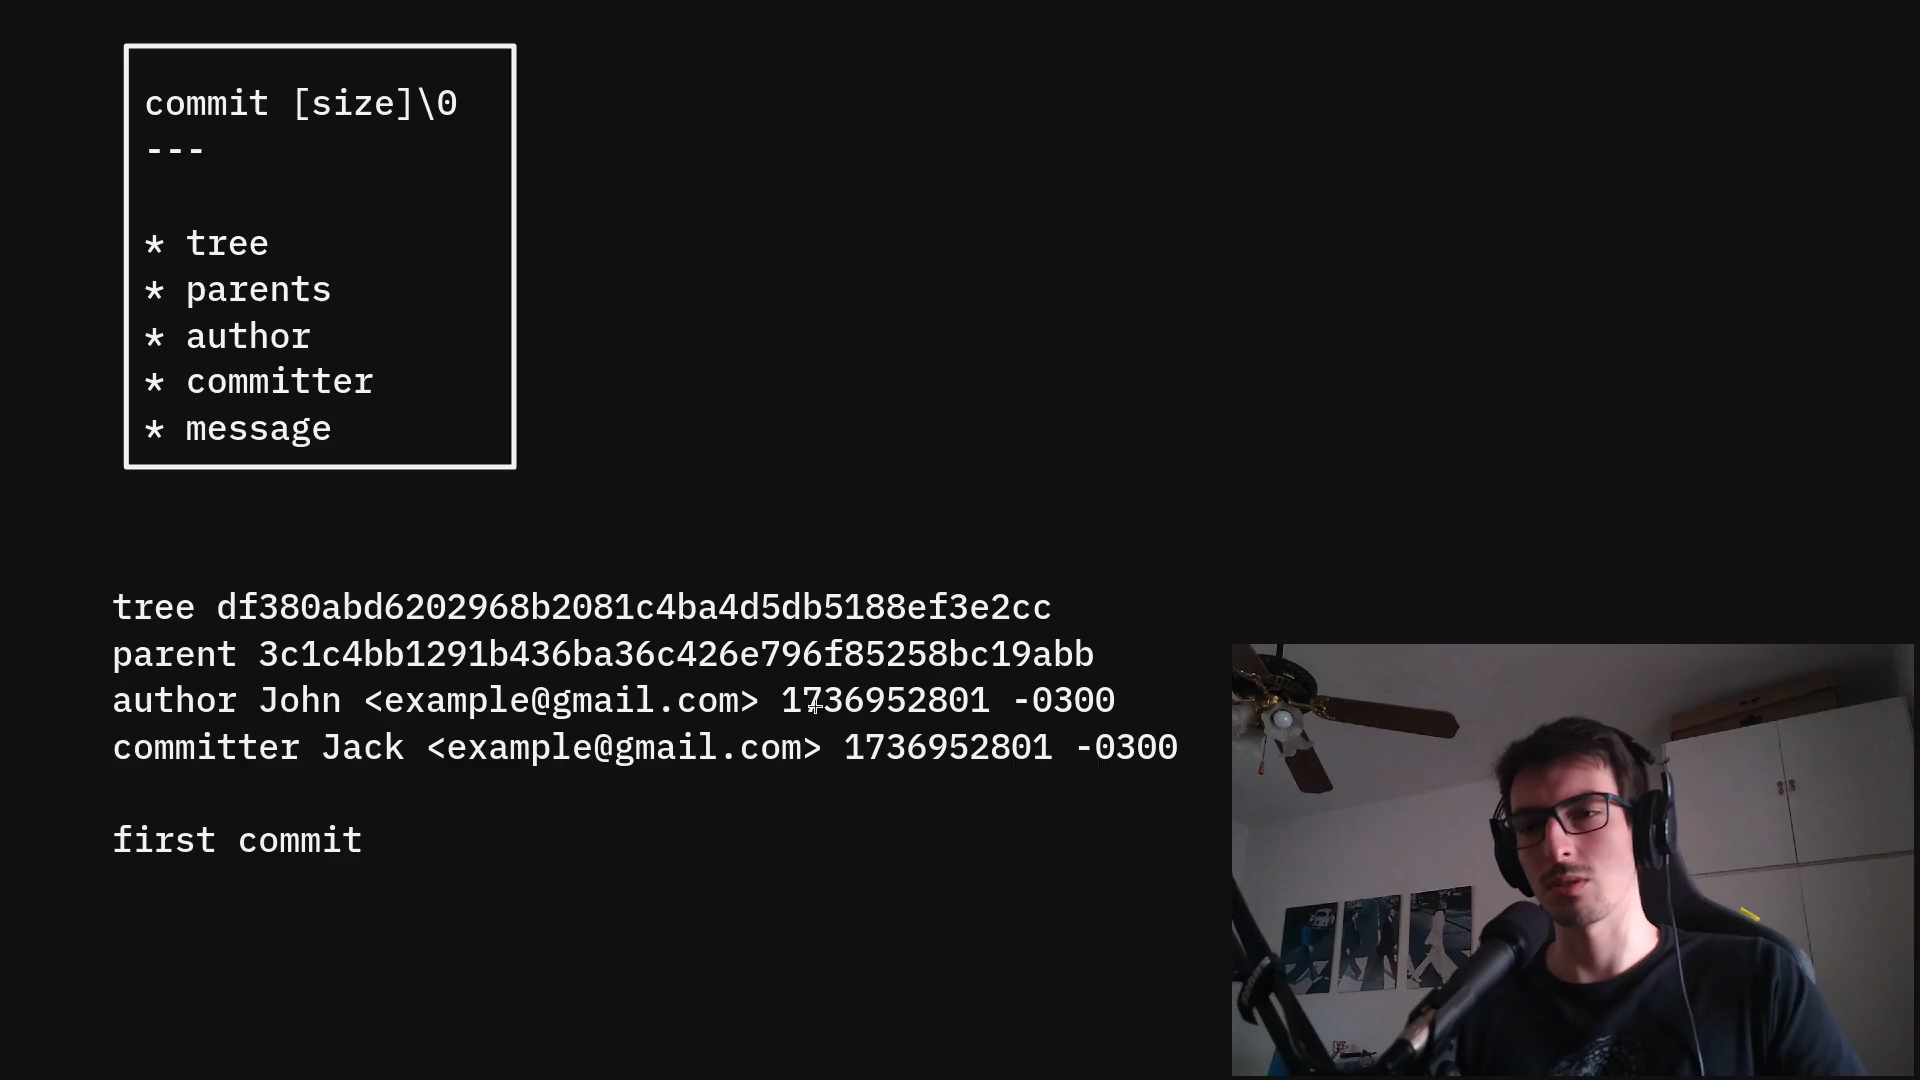 commit [size]\0
---
* tree
* parents
* author
* committer
* message
tree df380abd6202968b2081c4ba4d5db5188ef3e2cc
parent 3c1c4bb1291b436ba36c426e796f85258bc19abb
author John <example@gmail.com> 1736952801 -0300
committer Jack <example@gmail.com> 1736952801 -0300
first commit